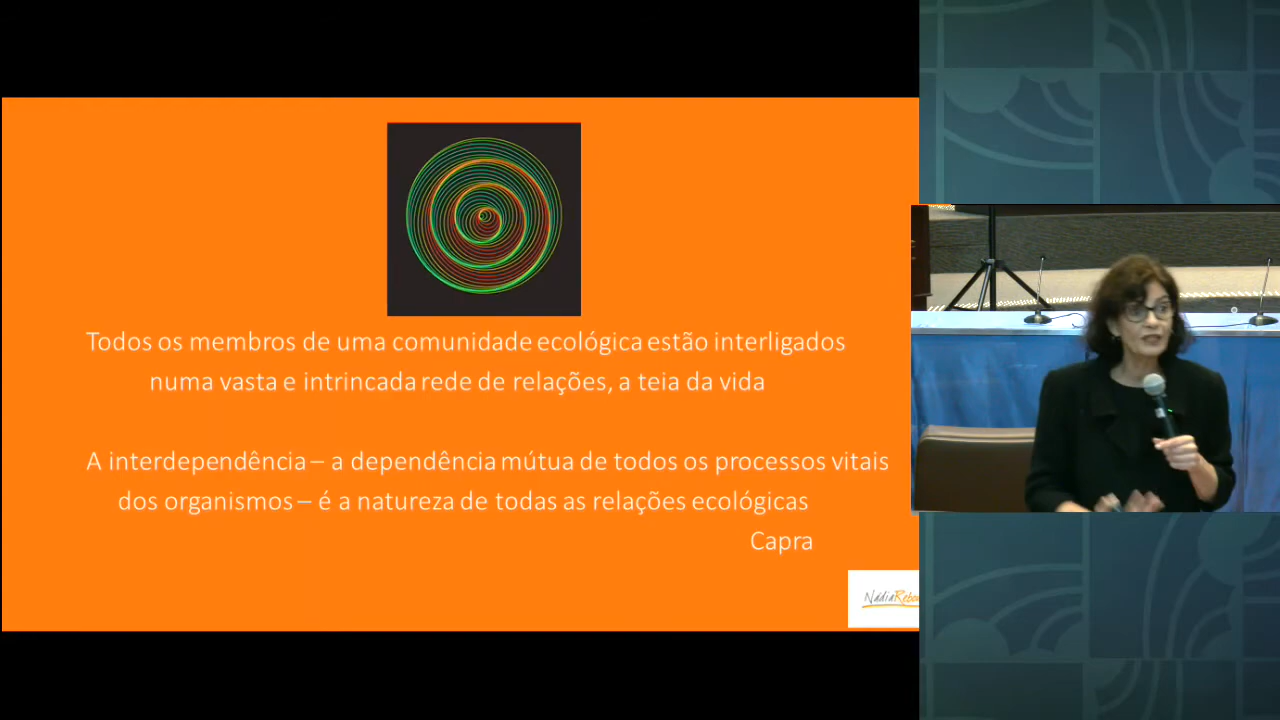 Todos os membros de uma comunidade ecológica estão interligados
numa vasta e intrincada rede de relações, a teia da vida
A interdependência – a dependência mútua de todos os processos vitais
dos organismos – é a natureza de todas as relações ecológicas
Capra
Nádia